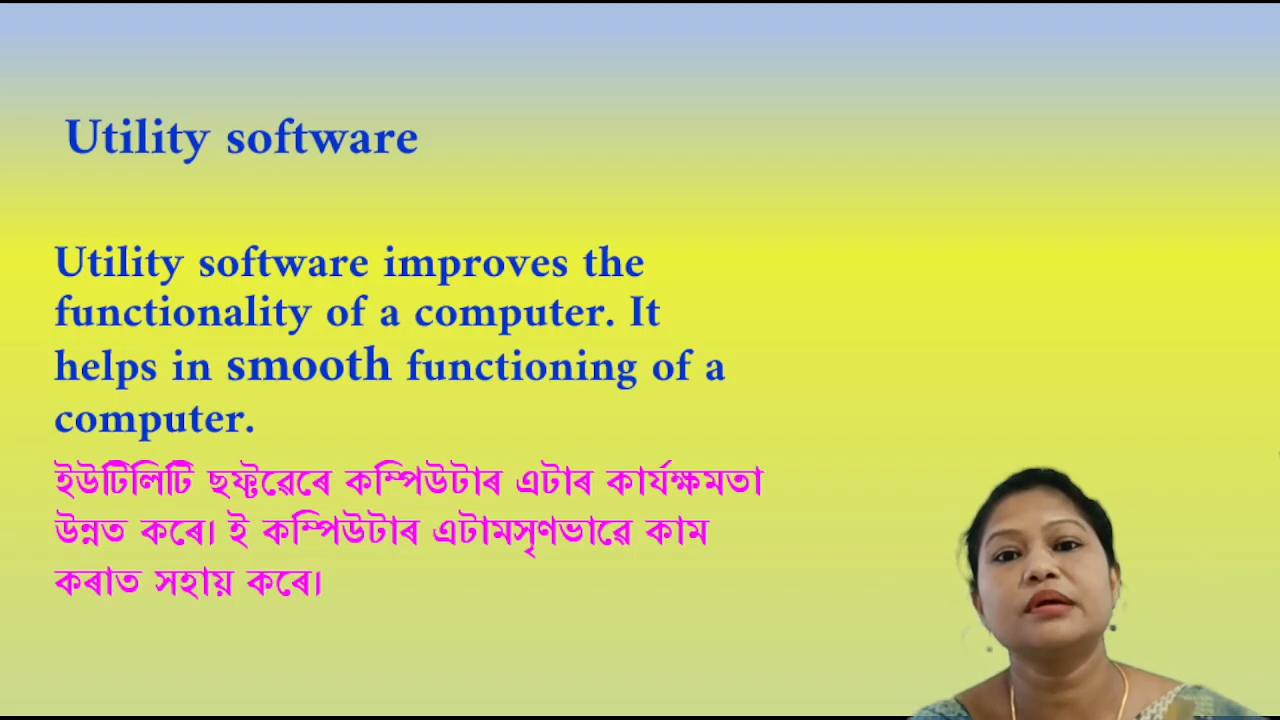 Utility software
Utility software improves the
functionality of a computer. It
helps in smooth functioning of a
computer.
ইউটিলিটি ছফ্টৱেৰে কম্পিউটাৰ এটাৰ কাৰ্যক্ষমতা
উন্নত কৰে। ই কম্পিউটাৰ এটামসৃণভাৱে কাম
কৰাত সহায় কৰে।